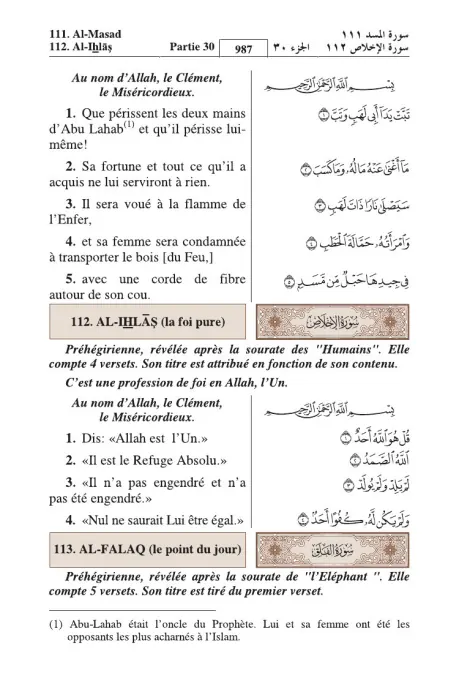 111. Al-Masad
سورة المسد ١١١
112. Al-Ihlāṣ Partie 30 987 الجزء ٣٠ سورة الإخلاص ١١٢
Au nom d’Allah, le Clément,
le Miséricordieux.
بِسْمِ اللَّهِ الرَّحْمَٰنِ الرَّحِيمِ
1. Que périssent les deux mains
d’Abu Lahab(1) et qu’il périsse lui-
même!
تَبَّتْ يَدَآ أَبِى لَهَبٍ وَتَبَّ ١
2. Sa fortune et tout ce qu’il a
acquis ne lui serviront à rien.
مَآ أَغْنَىٰ عَنْهُ مَالُهُۥ وَمَا كَسَبَ ٢
3. Il sera voué à la flamme de
l’Enfer,
سَيَصْلَىٰ نَارًا ذَاتَ لَهَبٍ ٣
4. et sa femme sera condamnée
à transporter le bois [du Feu,]
وَٱمْرَأَتُهُۥ حَمَّالَةَ ٱلْحَطَبِ ٤
5. avec une corde de fibre
autour de son cou.
فِى جِيدِهَا حَبْلٌ مِّن مَّسَدٍۭ ٥
112. AL-IHLĀṢ (la foi pure)
سُورَةُ الإِخْلَاصِ
Préhégirienne, révélée après la sourate des "Humains". Elle
compte 4 versets. Son titre est attribué en fonction de son contenu.
C’est une profession de foi en Allah, l’Un.
Au nom d’Allah, le Clément,
le Miséricordieux.
بِسْمِ اللَّهِ الرَّحْمَٰنِ الرَّحِيمِ
1. Dis: «Allah est l’Un.»
قُلْ هُوَ ٱللَّهُ أَحَدٌ ١
2. «Il est le Refuge Absolu.»
ٱللَّهُ ٱلصَّمَدُ ٢
3. «Il n’a pas engendré et n’a
pas été engendré.»
لَمْ يَلِدْ وَلَمْ يُولَدْ ٣
4. «Nul ne saurait Lui être égal.»
وَلَمْ يَكُن لَّهُۥ كُفُوًا أَحَدٌۢ ٤
113. AL-FALAQ (le point du jour)
سُورَةُ الفَلَقِ
Préhégirienne, révélée après la sourate de "l’Eléphant ". Elle
compte 5 versets. Son titre est tiré du premier verset.
(1) Abu-Lahab était l’oncle du Prophète. Lui et sa femme ont été les
opposants les plus acharnés à l’Islam.